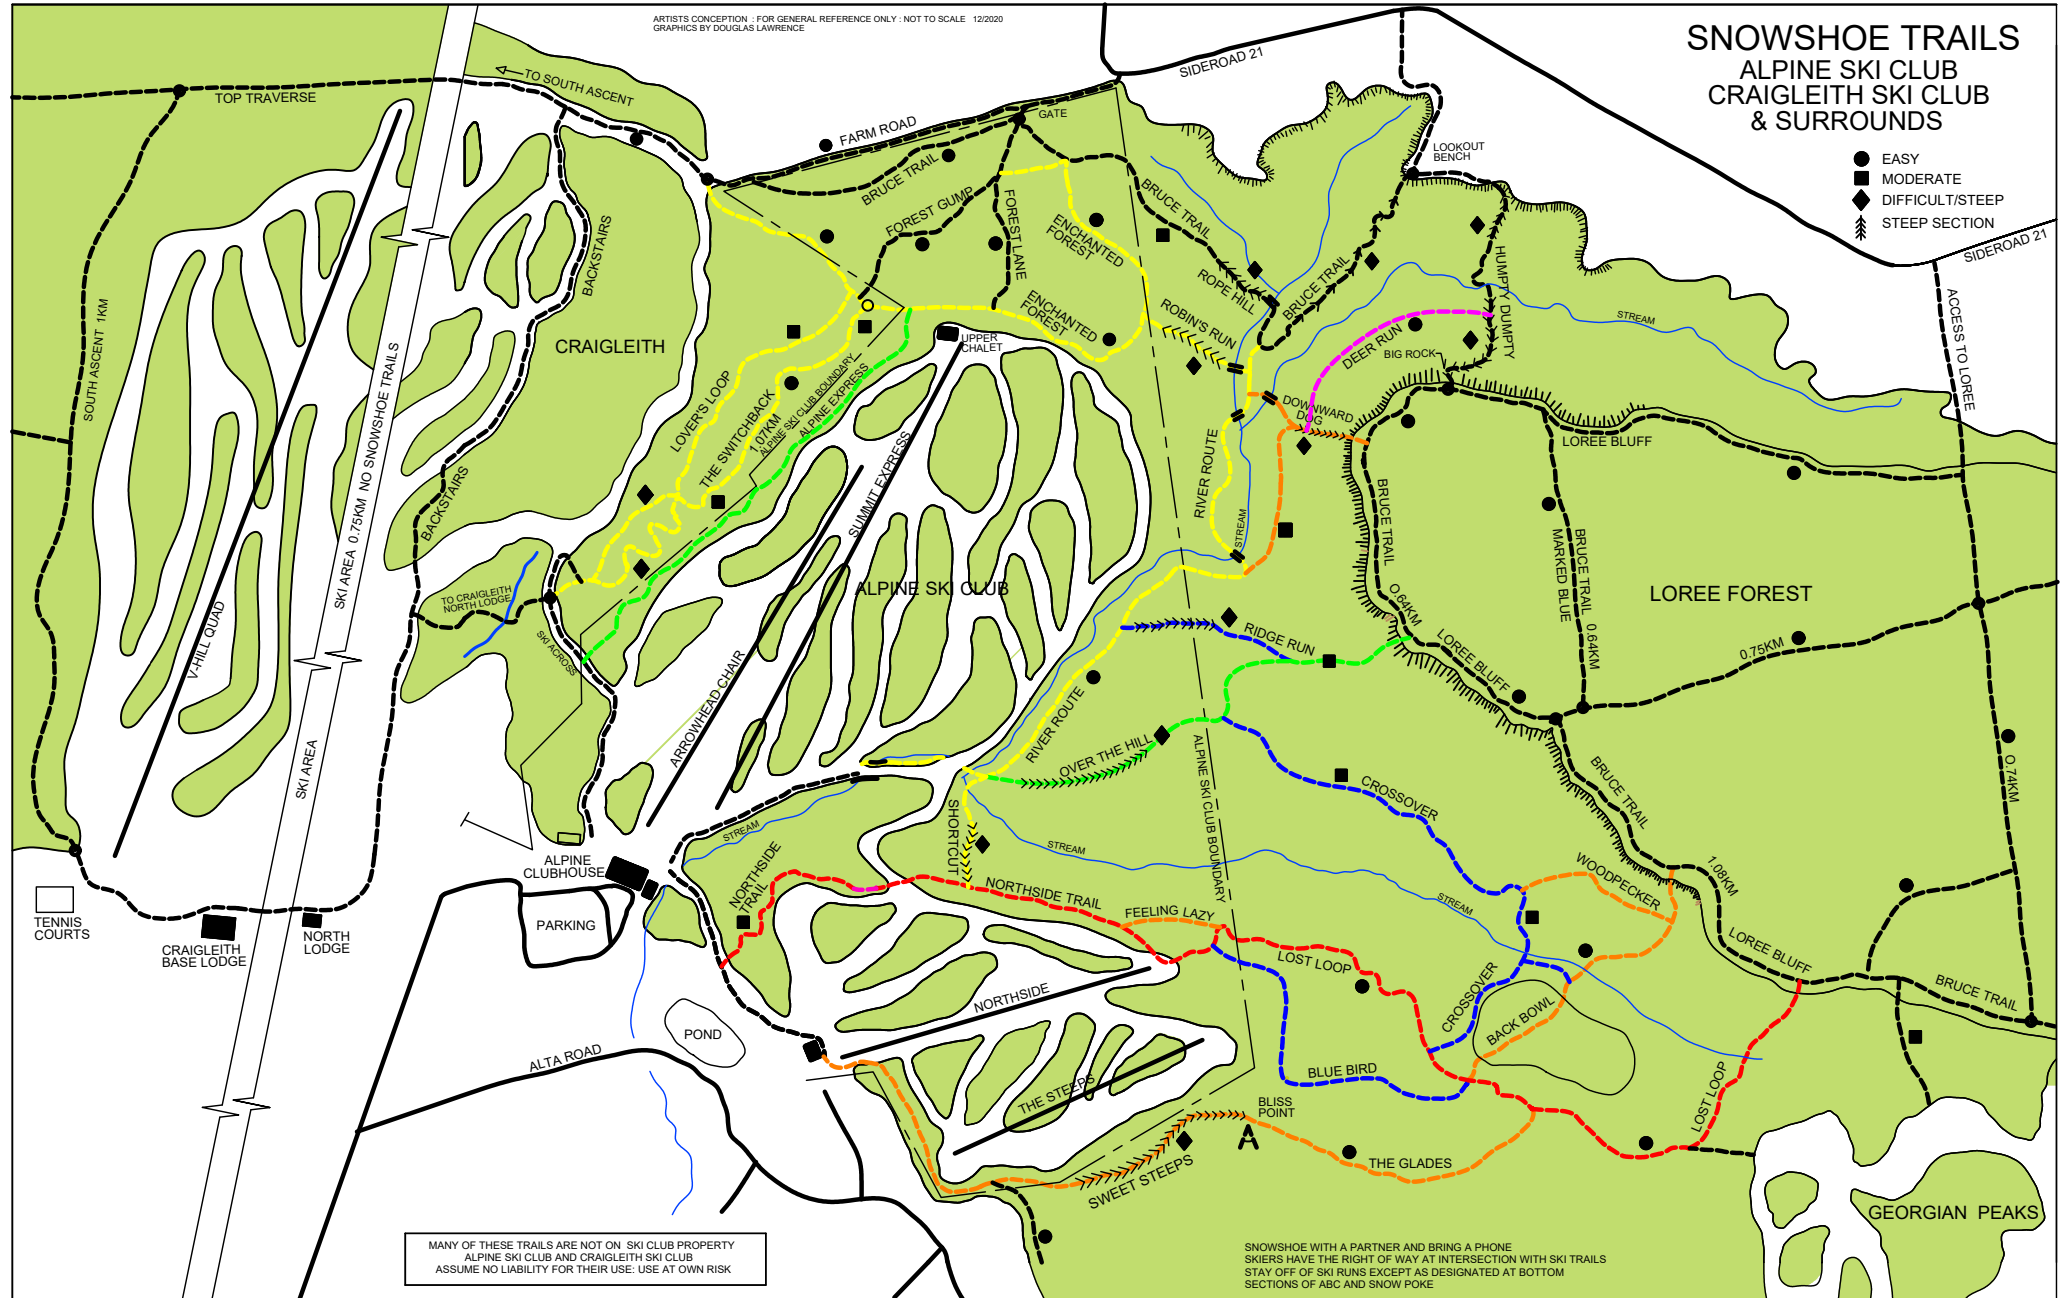 ARTISTS CONCEPTION : FOR GENERAL REFERENCE ONLY : NOT TO SCALE 12/2020
GRAPHICS BY DOUGLAS LAWRENCE
SNOWSHOE TRAILS
ALPINE SKI CLUB
CRAIGLEITH SKI CLUB
& SURROUNDS
EASY
MODERATE
DIFFICULT/STEEP
STEEP SECTION
SIDEROAD 21
SIDEROAD 21
TO SOUTH ASCENT
TOP TRAVERSE
FARM ROAD
GATE
LOOKOUT
BENCH
BRUCE TRAIL
BRUCE TRAIL
FOREST GUMP
FOREST LANE
ENCHANTED
FOREST
ENCHANTED
FOREST
ROPE HILL
BRUCE TRAIL
HUMPTY DUMPTY
ROBIN'S RUN
DEER RUN
BIG ROCK
STREAM
ACCESS TO LOREE
BACKSTAIRS
SOUTH ASCENT 1KM
CRAIGLEITH
UPPER
CHALET
LOVER'S LOOP
THE SWITCHBACK
1.07KM
ALPINE SKI CLUB BOUNDARY
ALPINE EXPRESS
SUMMIT EXPRESS
DOWNWARD
DOG
LOREE BLUFF
RIVER ROUTE
STREAM
BRUCE TRAIL
0.64KM
MARKED BLUE
BRUCE TRAIL 0.64KM
SKI AREA 0.75KM NO SNOWSHOE TRAILS
BACKSTAIRS
TO CRAIGLEITH
NORTH LODGE
SKI ACROSS
V-HILL QUAD
ALPINE SKI CLUB
LOREE FOREST
RIDGE RUN
LOREE BLUFF
0.75KM
ARROWHEAD CHAIR
RIVER ROUTE
OVER THE HILL
ALPINE SKI CLUB BOUNDARY
CROSSOVER
BRUCE TRAIL
0.74KM
SKI AREA
STREAM
SHORTCUT
STREAM
ALPINE
CLUBHOUSE
NORTHSIDE
TRAIL
NORTHSIDE TRAIL
FEELING LAZY
WOODPECKER
1.08KM
STREAM
TENNIS
COURTS
CRAIGLEITH
BASE LODGE
NORTH
LODGE
PARKING
LOST LOOP
CROSSOVER
LOREE BLUFF
BRUCE TRAIL
NORTHSIDE
BACK BOWL
POND
ALTA ROAD
BLUE BIRD
THE STEEPS
BLISS
POINT
LOST LOOP
THE GLADES
SWEET STEEPS
GEORGIAN PEAKS
MANY OF THESE TRAILS ARE NOT ON SKI CLUB PROPERTY
ALPINE SKI CLUB AND CRAIGLEITH SKI CLUB
ASSUME NO LIABILITY FOR THEIR USE: USE AT OWN RISK
SNOWSHOE WITH A PARTNER AND BRING A PHONE
SKIERS HAVE THE RIGHT OF WAY AT INTERSECTION WITH SKI TRAILS
STAY OFF OF SKI RUNS EXCEPT AS DESIGNATED AT BOTTOM
SECTIONS OF ABC AND SNOW POKE